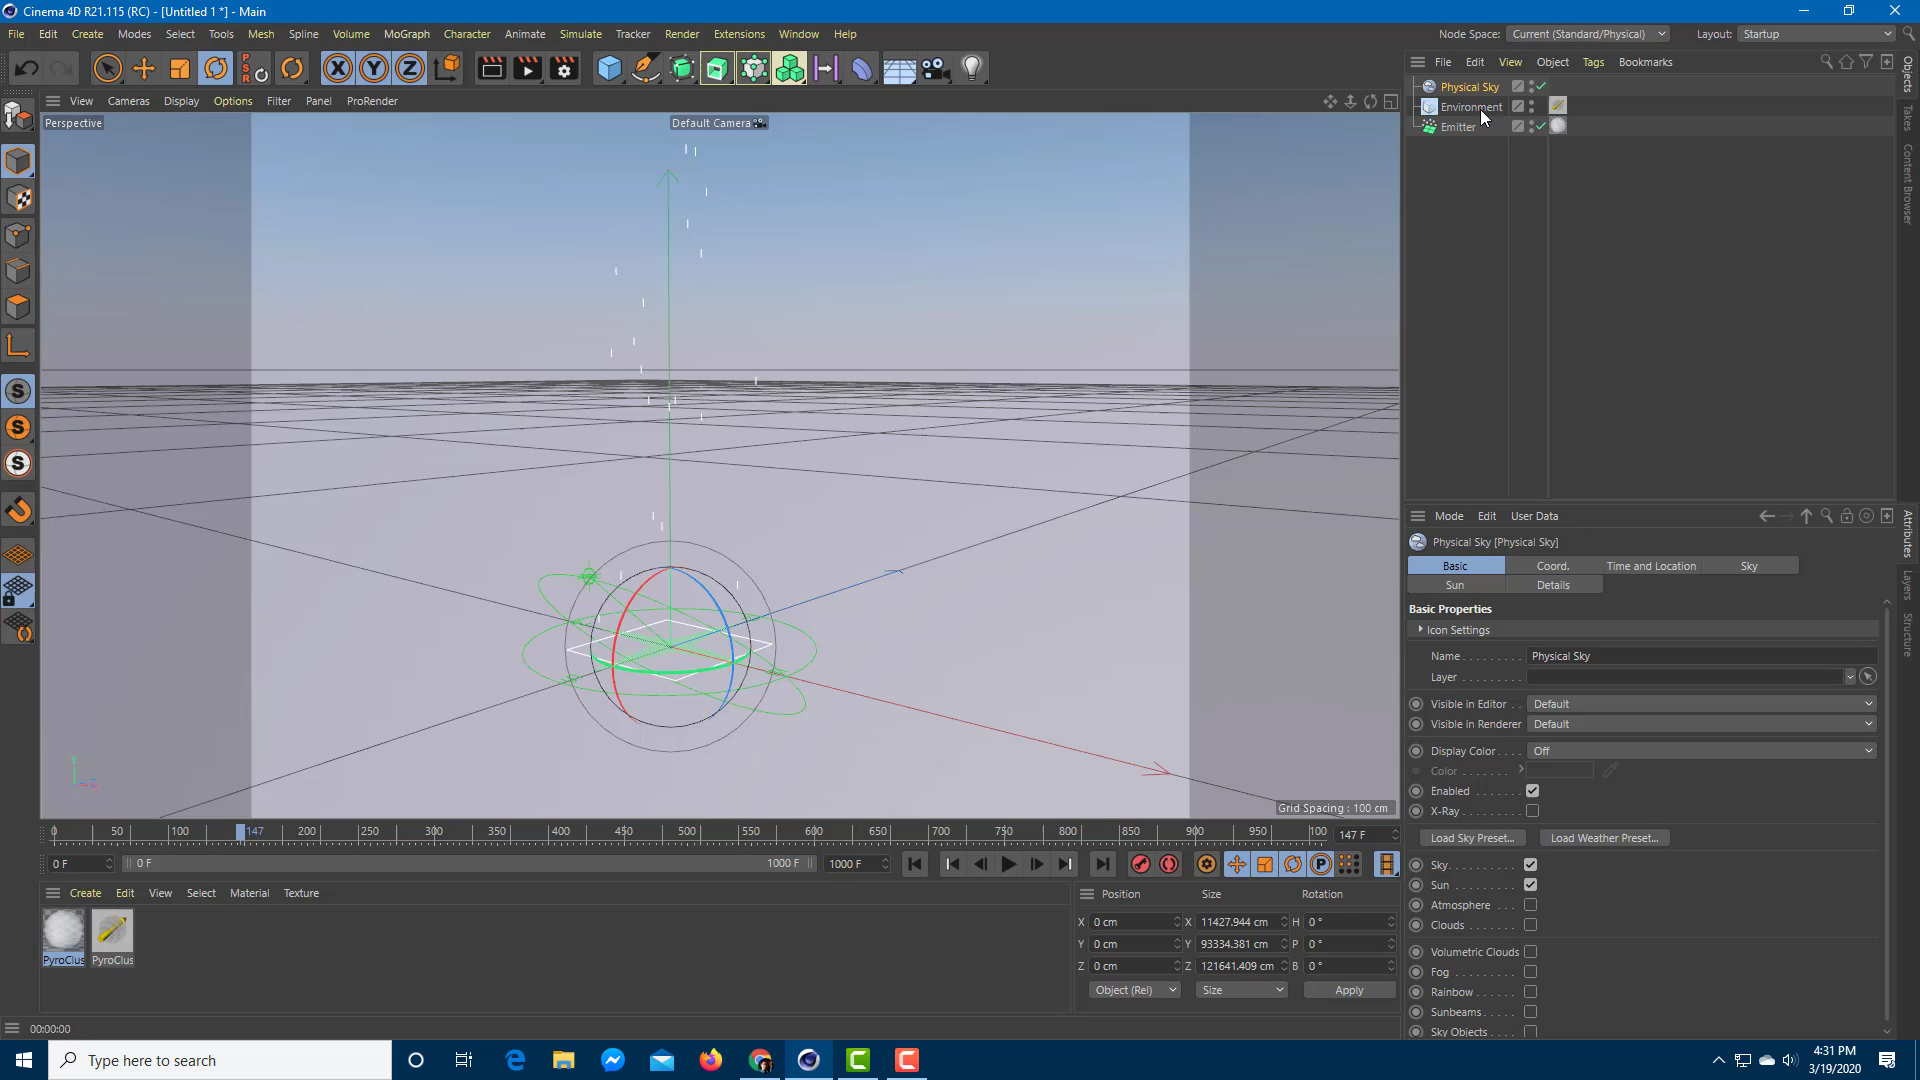 Cinema 4D R21.115 (RC) - [Untitled 1 *] - Main
File Edit Create Modes Select Tools Mesh Spline Volume MoGraph Character Animate Simulate Tracker Render Extensions Window Help
Node Space: Current (Standard/Physical) Layout: Startup
View Cameras Display Options Filter Panel ProRender
Perspective
Default Camera
Grid Spacing : 100 cm
File Edit View Object Tags Bookmarks
Physical Sky
Environment
Emitter
Objects
Takes
Content Browser
Mode Edit User Data
Physical Sky [Physical Sky]
Basic Coord. Time and Location Sky
Sun Details
Basic Properties
Icon Settings
Name Physical Sky
Layer
Visible in Editor Default
Visible in Renderer Default
Display Color Off
Color
Enabled
X-Ray
Load Sky Preset... Load Weather Preset...
Sky
Sun
Atmosphere
Clouds
Volumetric Clouds
Fog
Rainbow
Sunbeams
Sky Objects
Attributes
Layers
Structure
0 50 100 147 200 250 300 350 400 450 500 550 600 650 700 750 800 850 900 950 100 147 F
0 F 0 F 1000 F 1000 F
Create Edit View Select Material Texture
PyroClus PyroClus
Position Size Rotation
X 0 cm X 11427.944 cm H 0 °
Y 0 cm Y 93334.381 cm P 0 °
Z 0 cm Z 121641.409 cm B 0 °
Object (Rel) Size Apply
00:00:00
Type here to search
4:31 PM
3/19/2020